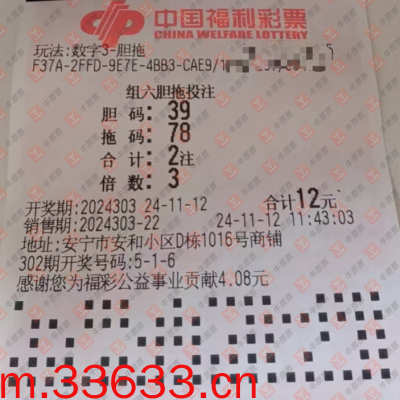 中国福利彩票
CHINA WELFARE LOTTERY
玩法:数字3-胆拖
F37A-2FFD-9E7E-4BB3-CAE9/1
组六胆拖投注
胆 码: 39
拖 码: 78
合 计: 2注
倍 数: 3
开奖期:2024303 24-11-12 合计12元
销售期:2024303-22 24-11-12 11:43:03
地址:安宁市安和小区D栋1016号商铺
302期开奖号码:5-1-6
感谢您为福彩公益事业贡献4.08元
m.33633.cn